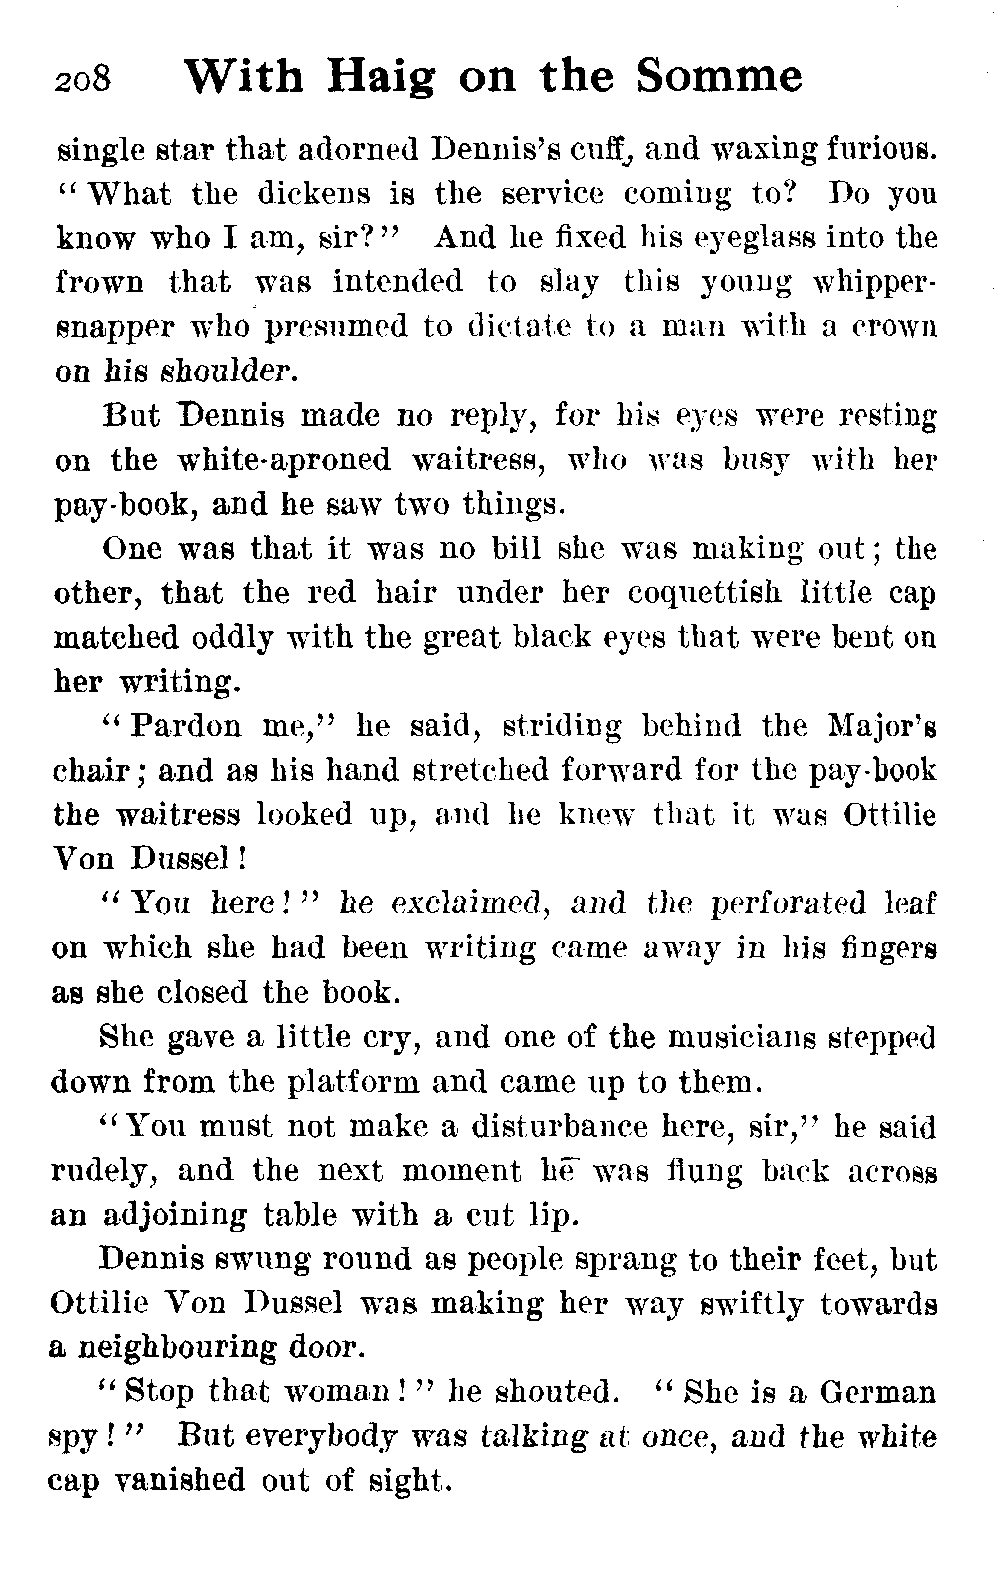 208 With Haig on the Somme
single star that adorned Dennis's cuff, and waxing furious.
"What the dickens is the service coming to? Do you
know who I am, sir?" And he fixed his eyeglass into the
frown that was intended to slay this young whipper-
snapper who presumed to dictate to a man with a crown
on his shoulder.
But Dennis made no reply, for his eyes were resting
on the white-aproned waitress, who was busy with her
pay-book, and he saw two things.
One was that it was no bill she was making out; the
other, that the red hair under her coquettish little cap
matched oddly with the great black eyes that were bent on
her writing.
"Pardon me," he said, striding behind the Major's
chair; and as his hand stretched forward for the pay-book
the waitress looked up, and he knew that it was Ottilie
Von Dussel!
"You here!" he exclaimed, and the perforated leaf
on which she had been writing came away in his fingers
as she closed the book.
She gave a little cry, and one of the musicians stepped
down from the platform and came up to them.
"You must not make a disturbance here, sir," he said
rudely, and the next moment he was flung back across
an adjoining table with a cut lip.
Dennis swung round as people sprang to their feet, but
Ottilie Von Dussel was making her way swiftly towards
a neighbouring door.
"Stop that woman!" he shouted. "She is a German
spy!" But everybody was talking at once, and the white
cap vanished out of sight.